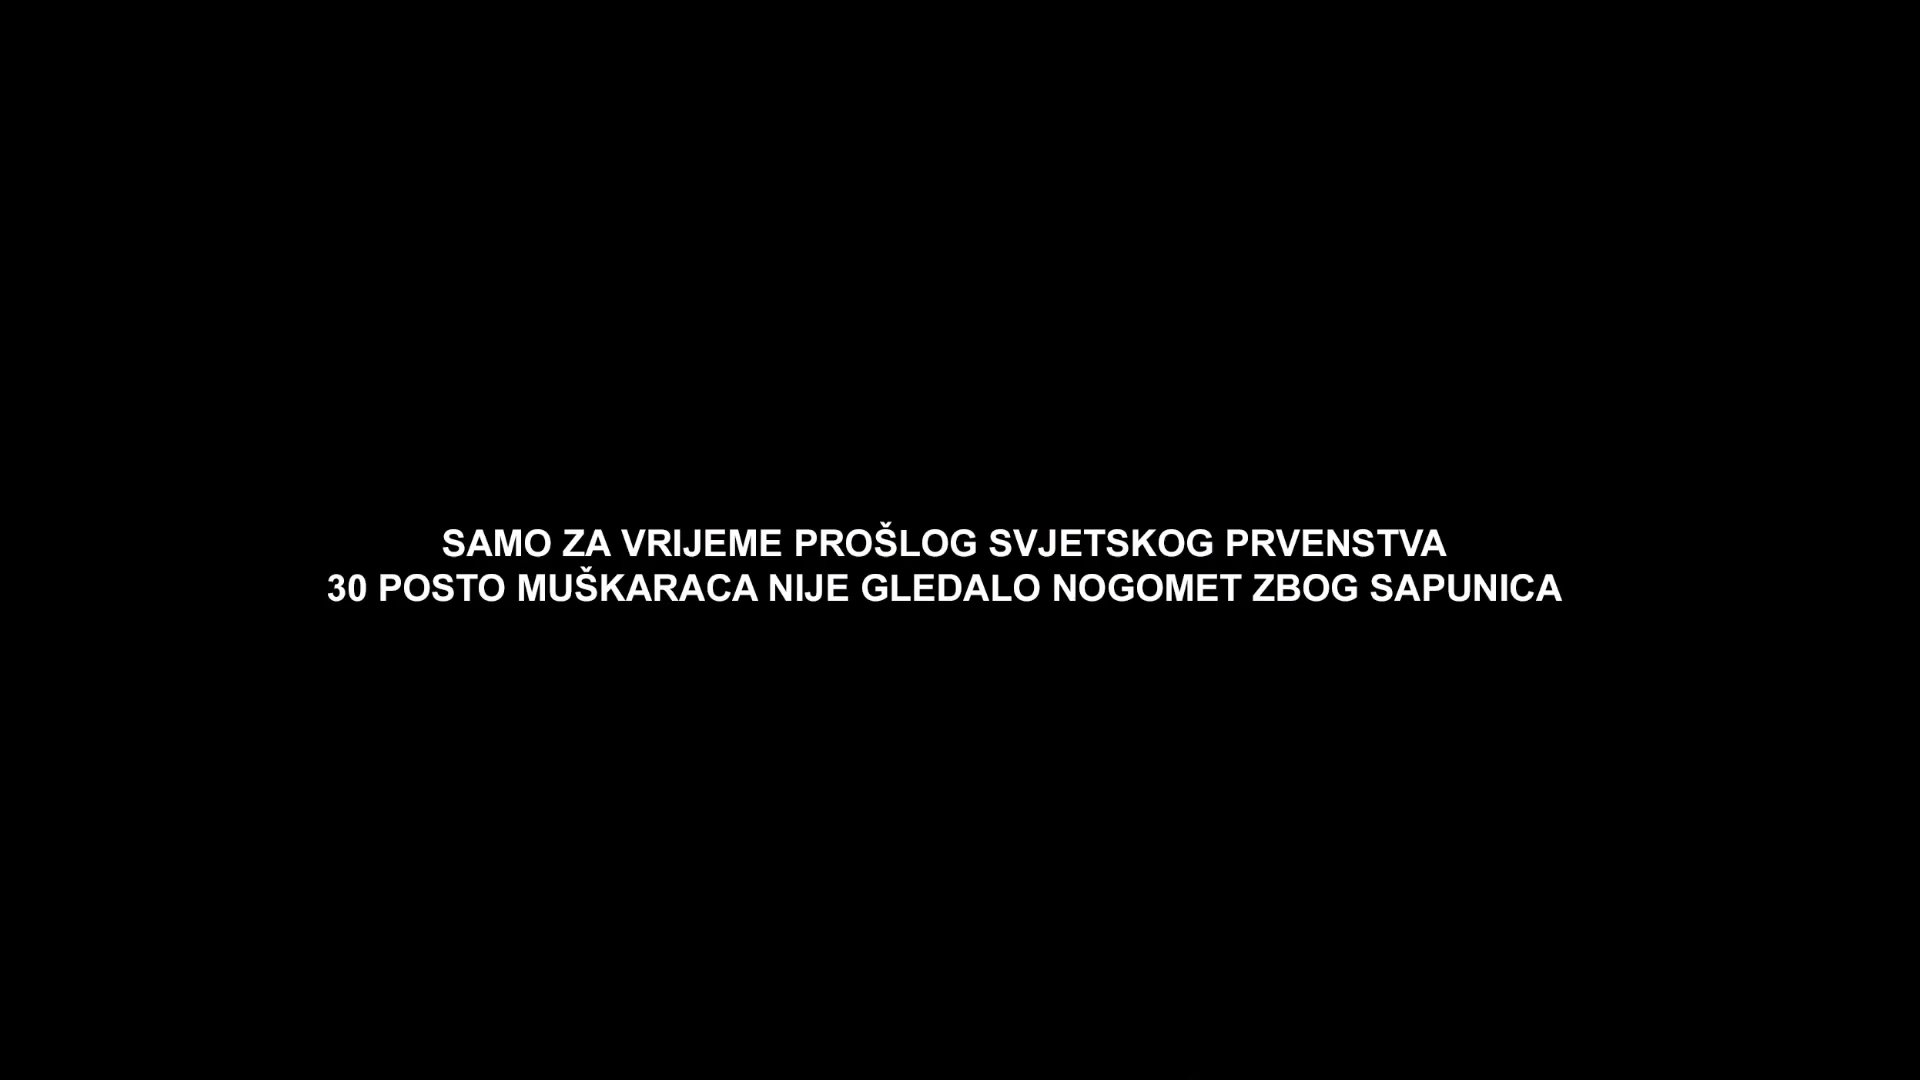 SAMO ZA VRIJEME PROŠLOG SVJETSKOG PRVENSTVA
30 POSTO MUŠKARACA NIJE GLEDALO NOGOMET ZBOG SAPUNICA